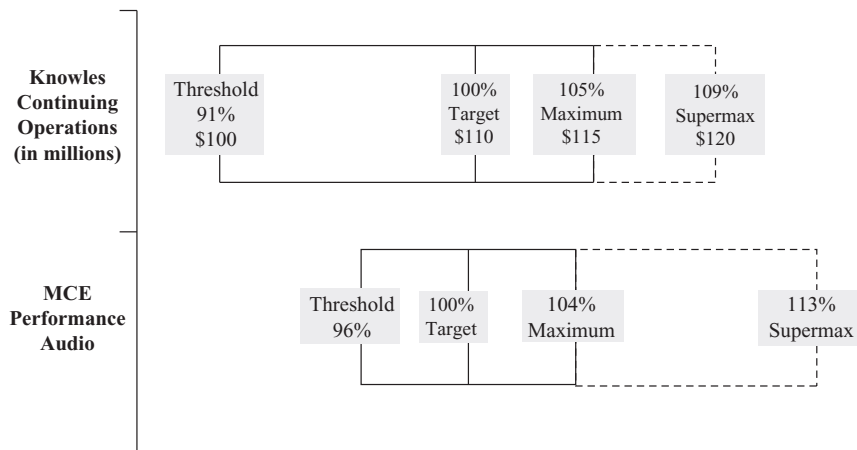 Knowles
Continuing
Operations
(in millions)
Threshold
91%
$100
100%
Target
$110
105%
Maximum
$115
109%
Supermax
$120
MCE
Performance
Audio
Threshold
96%
100%
Target
104%
Maximum
113%
Supermax